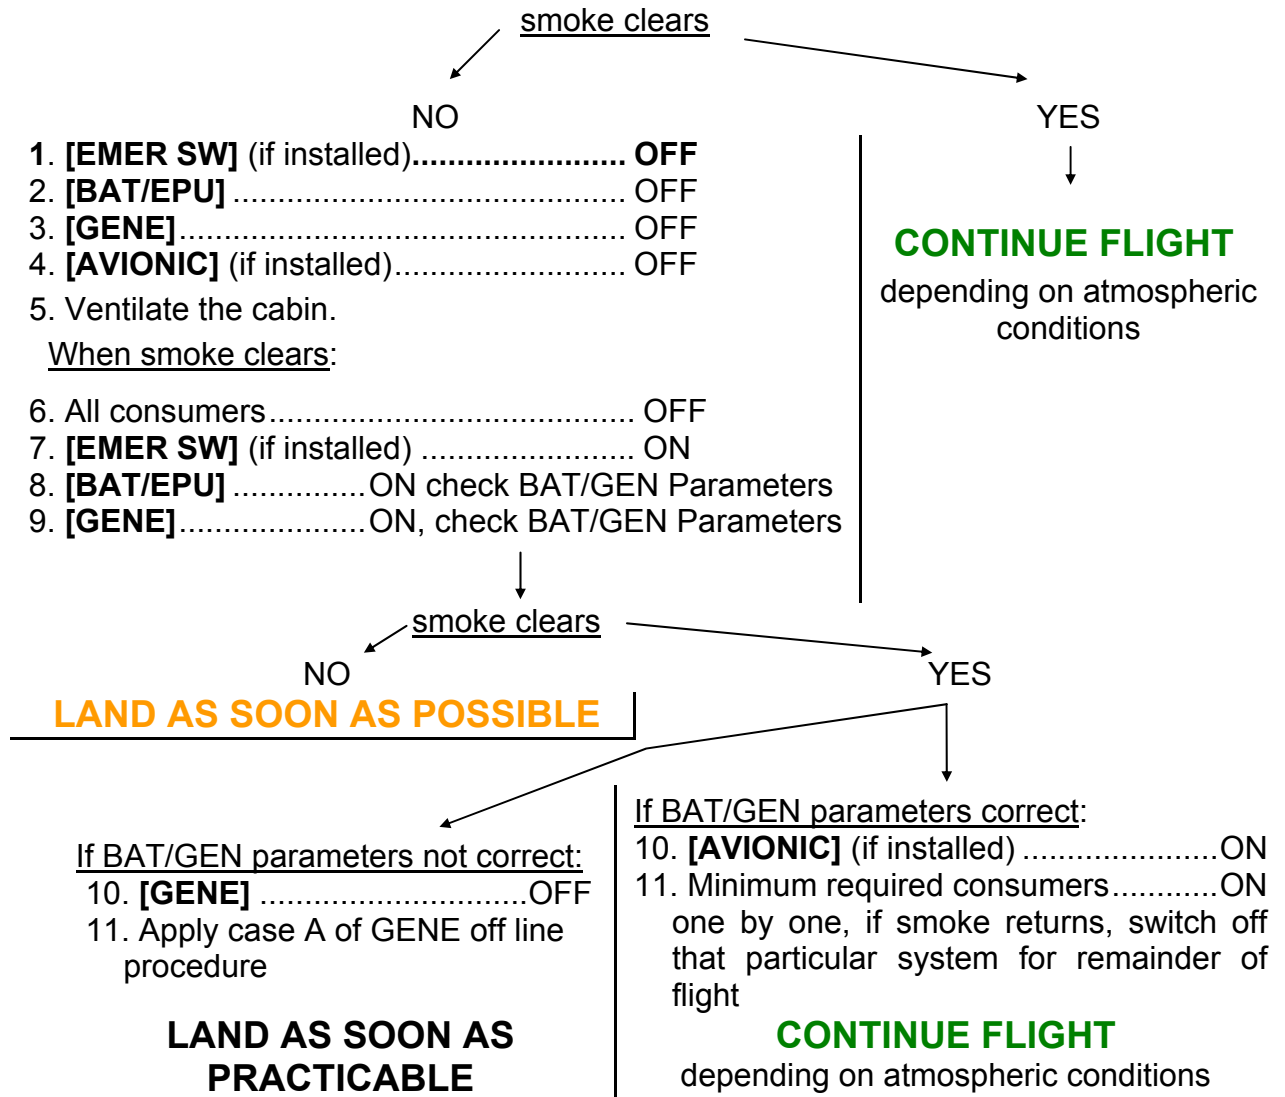 smoke clears
NO
YES
1. [EMER SW] (if installed)........................ OFF
2. [BAT/EPU] ............................................ OFF
3. [GENE].................................................. OFF
4. [AVIONIC] (if installed).......................... OFF
5. Ventilate the cabin.
When smoke clears:
6. All consumers......................................... OFF
7. [EMER SW] (if installed) ........................ ON
8. [BAT/EPU] ...............ON check BAT/GEN Parameters
9. [GENE].....................ON, check BAT/GEN Parameters
CONTINUE FLIGHT
depending on atmospheric
conditions
smoke clears
NO
YES
LAND AS SOON AS POSSIBLE
If BAT/GEN parameters not correct:
10. [GENE] ..............................OFF
11. Apply case A of GENE off line
procedure
LAND AS SOON AS
PRACTICABLE
If BAT/GEN parameters correct:
10. [AVIONIC] (if installed) ......................ON
11. Minimum required consumers............ON
one by one, if smoke returns, switch off
that particular system for remainder of
flight
CONTINUE FLIGHT
depending on atmospheric conditions